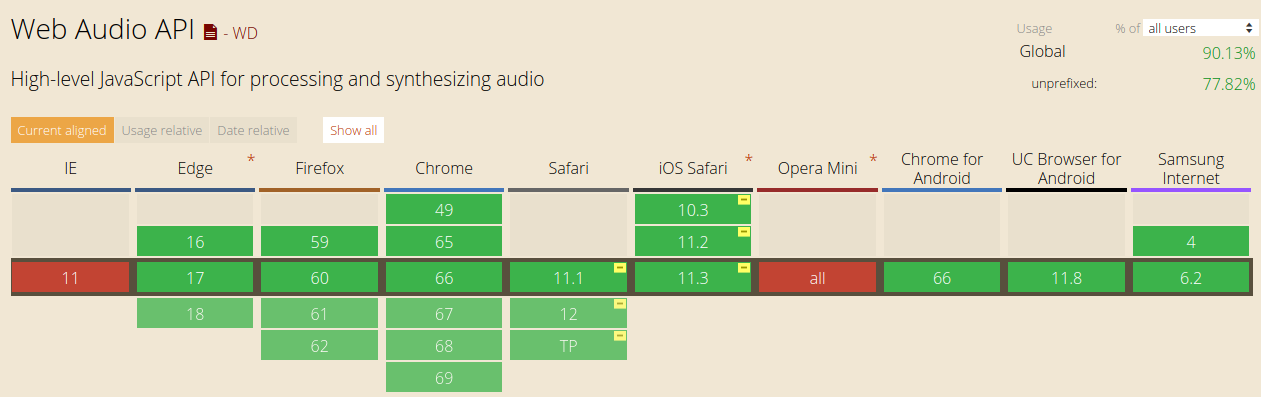 Web Audio API - WD
Usage % of all users
Global 90.13%
unprefixed: 77.82%
High-level JavaScript API for processing and synthesizing audio
Current aligned Usage relative Date relative Show all
IE Edge * Firefox Chrome Safari iOS Safari * Opera Mini * Chrome for Android UC Browser for Android Samsung Internet
49 10.3
16 59 65 11.2 4
11 17 60 66 11.1 11.3 all 66 11.8 6.2
18 61 67 12
62 68 TP
69